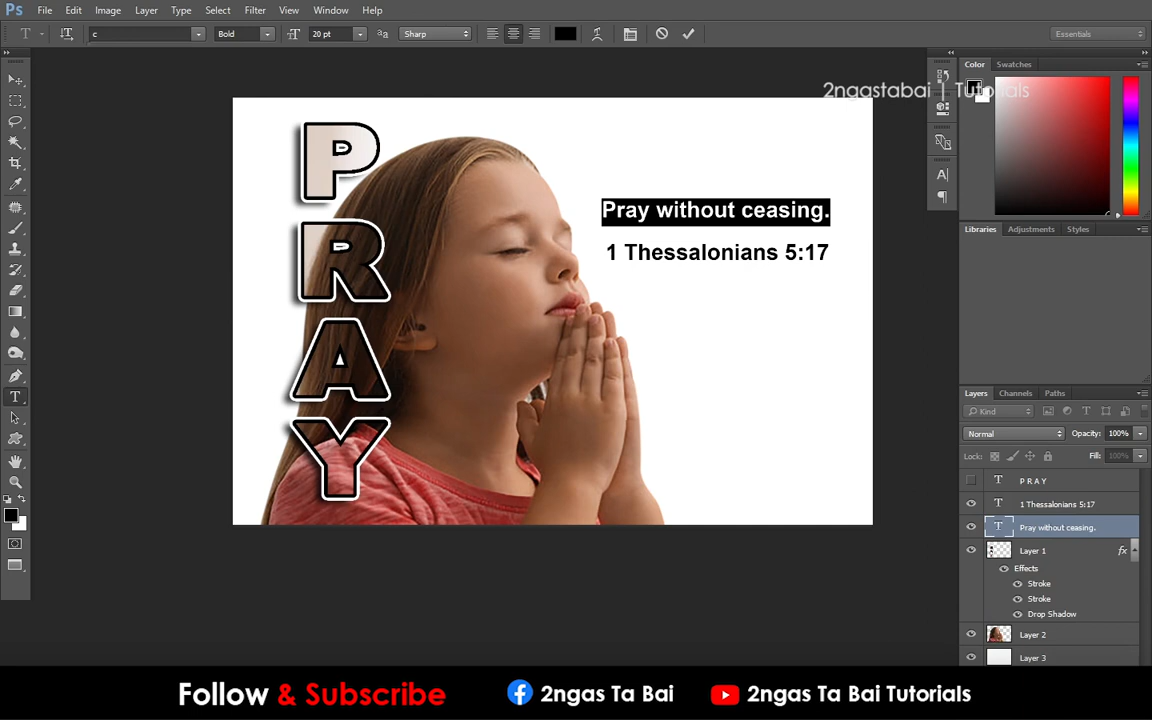 Ps File Edit Image Layer Type Select Filter View Window Help
T c Bold 20 pt aa Sharp Essentials
Color Swatches
2ngastabai | Tutorials
P
R
A
Y
Pray without ceasing.
1 Thessalonians 5:17
Libraries Adjustments Styles
Layers Channels Paths
Kind
Normal Opacity: 100%
Lock: Fill: 100%
T P R A Y
T 1 Thessalonians 5:17
T Pray without ceasing.
Layer 1 fx
Effects
Stroke
Stroke
Drop Shadow
Layer 2
Layer 3
Follow & Subscribe 2ngas Ta Bai 2ngas Ta Bai Tutorials